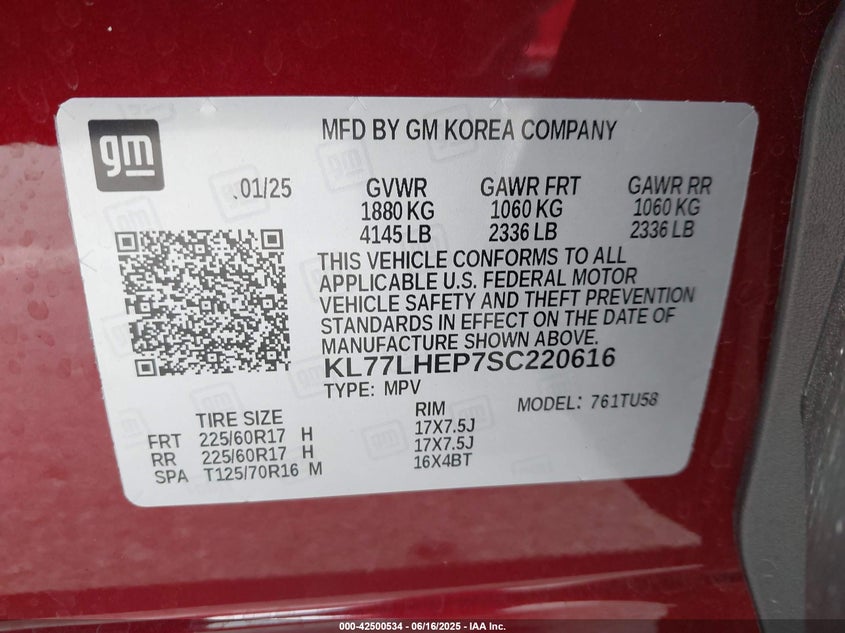 gm
MFD BY GM KOREA COMPANY
01/25
GVWR GAWR FRT GAWR RR
1880 KG 1060 KG 1060 KG
4145 LB 2336 LB 2336 LB
THIS VEHICLE CONFORMS TO ALL
APPLICABLE U.S. FEDERAL MOTOR
VEHICLE SAFETY AND THEFT PREVENTION
STANDARDS IN EFFECT ON THE DATE OF
MANUFACTURE SHOWN ABOVE.
KL77LHEP7SC220616
TYPE: MPV MODEL: 761TU58
TIRE SIZE RIM
FRT 225/60R17 H 17X7.5J
RR 225/60R17 H 17X7.5J
SPA T125/70R16 M 16X4BT
000-42500534 - 06/16/2025 - IAA Inc.